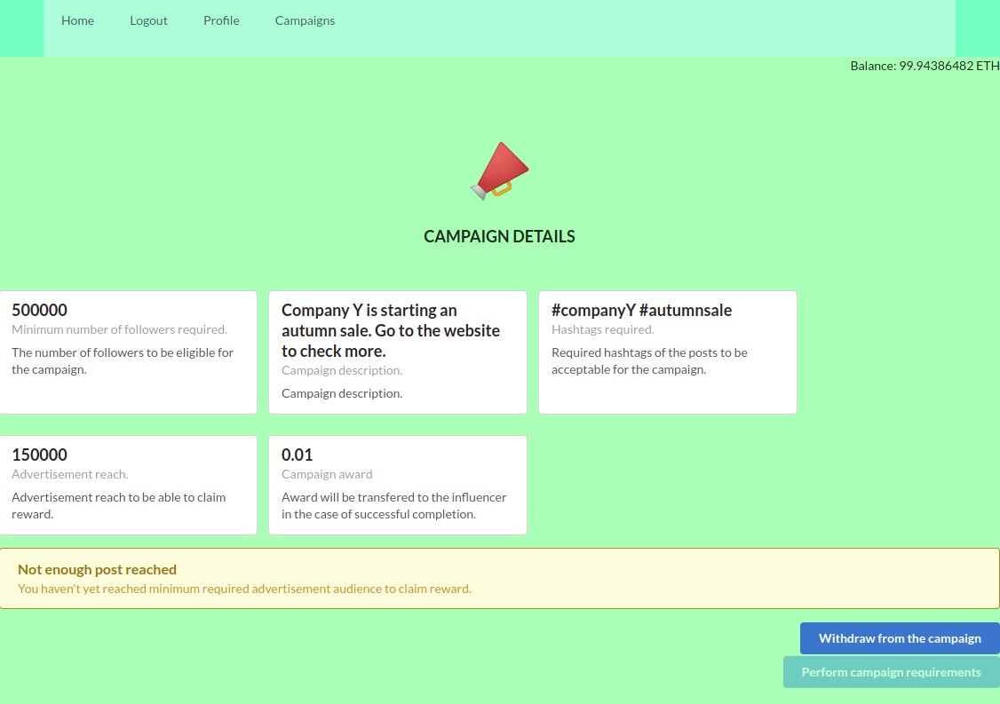 Home Logout Profile Campaigns
Balance: 99.94386482 ETH
CAMPAIGN DETAILS
500000
Minimum number of followers required.
The number of followers to be eligible for
the campaign.
Company Y is starting an
autumn sale. Go to the website
to check more.
Campaign description.
Campaign description.
#companyY #autumnsale
Hashtags required.
Required hashtags of the posts to be
acceptable for the campaign.
150000
Advertisement reach.
Advertisement reach to be able to claim
reward.
0.01
Campaign award
Award will be transfered to the influencer
in the case of successful completion.
Not enough post reached
You haven't yet reached minimum required advertisement audience to claim reward.
Withdraw from the campaign
Perform campaign requirements